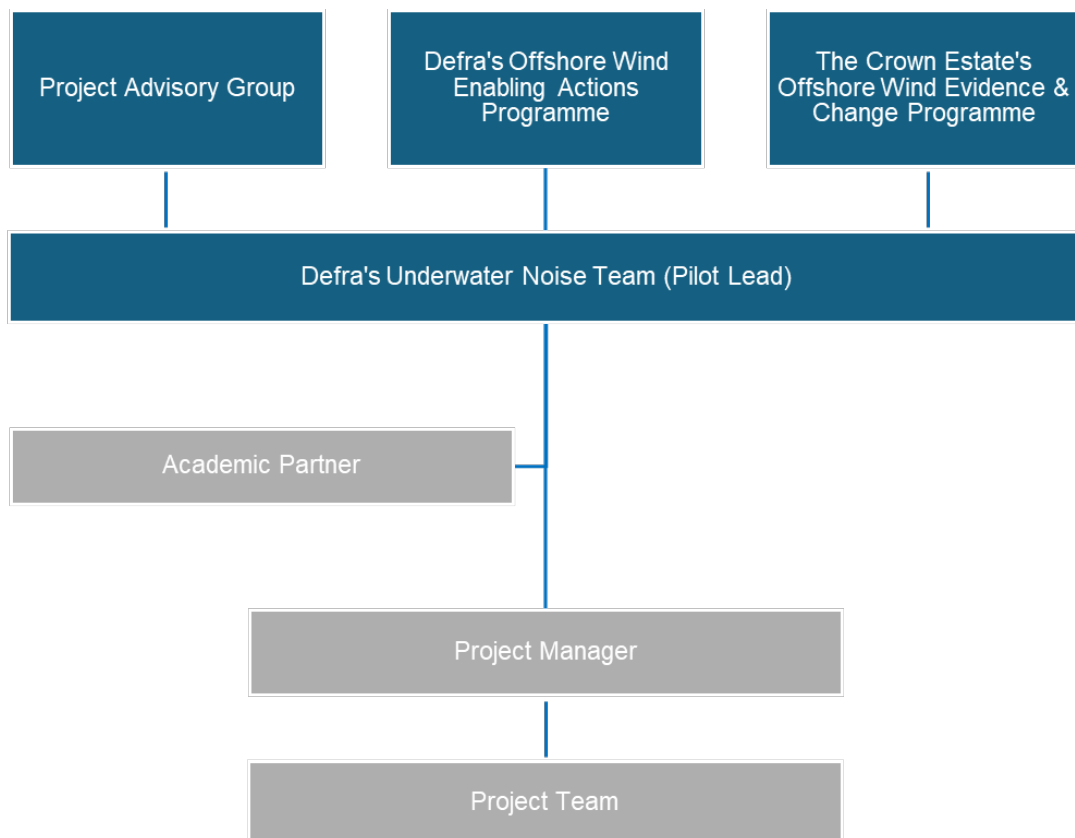 Project Advisory Group
Defra's Offshore Wind
Enabling Actions
Programme
The Crown Estate's
Offshore Wind Evidence &
Change Programme
Defra's Underwater Noise Team (Pilot Lead)
Academic Partner
Project Manager
Project Team